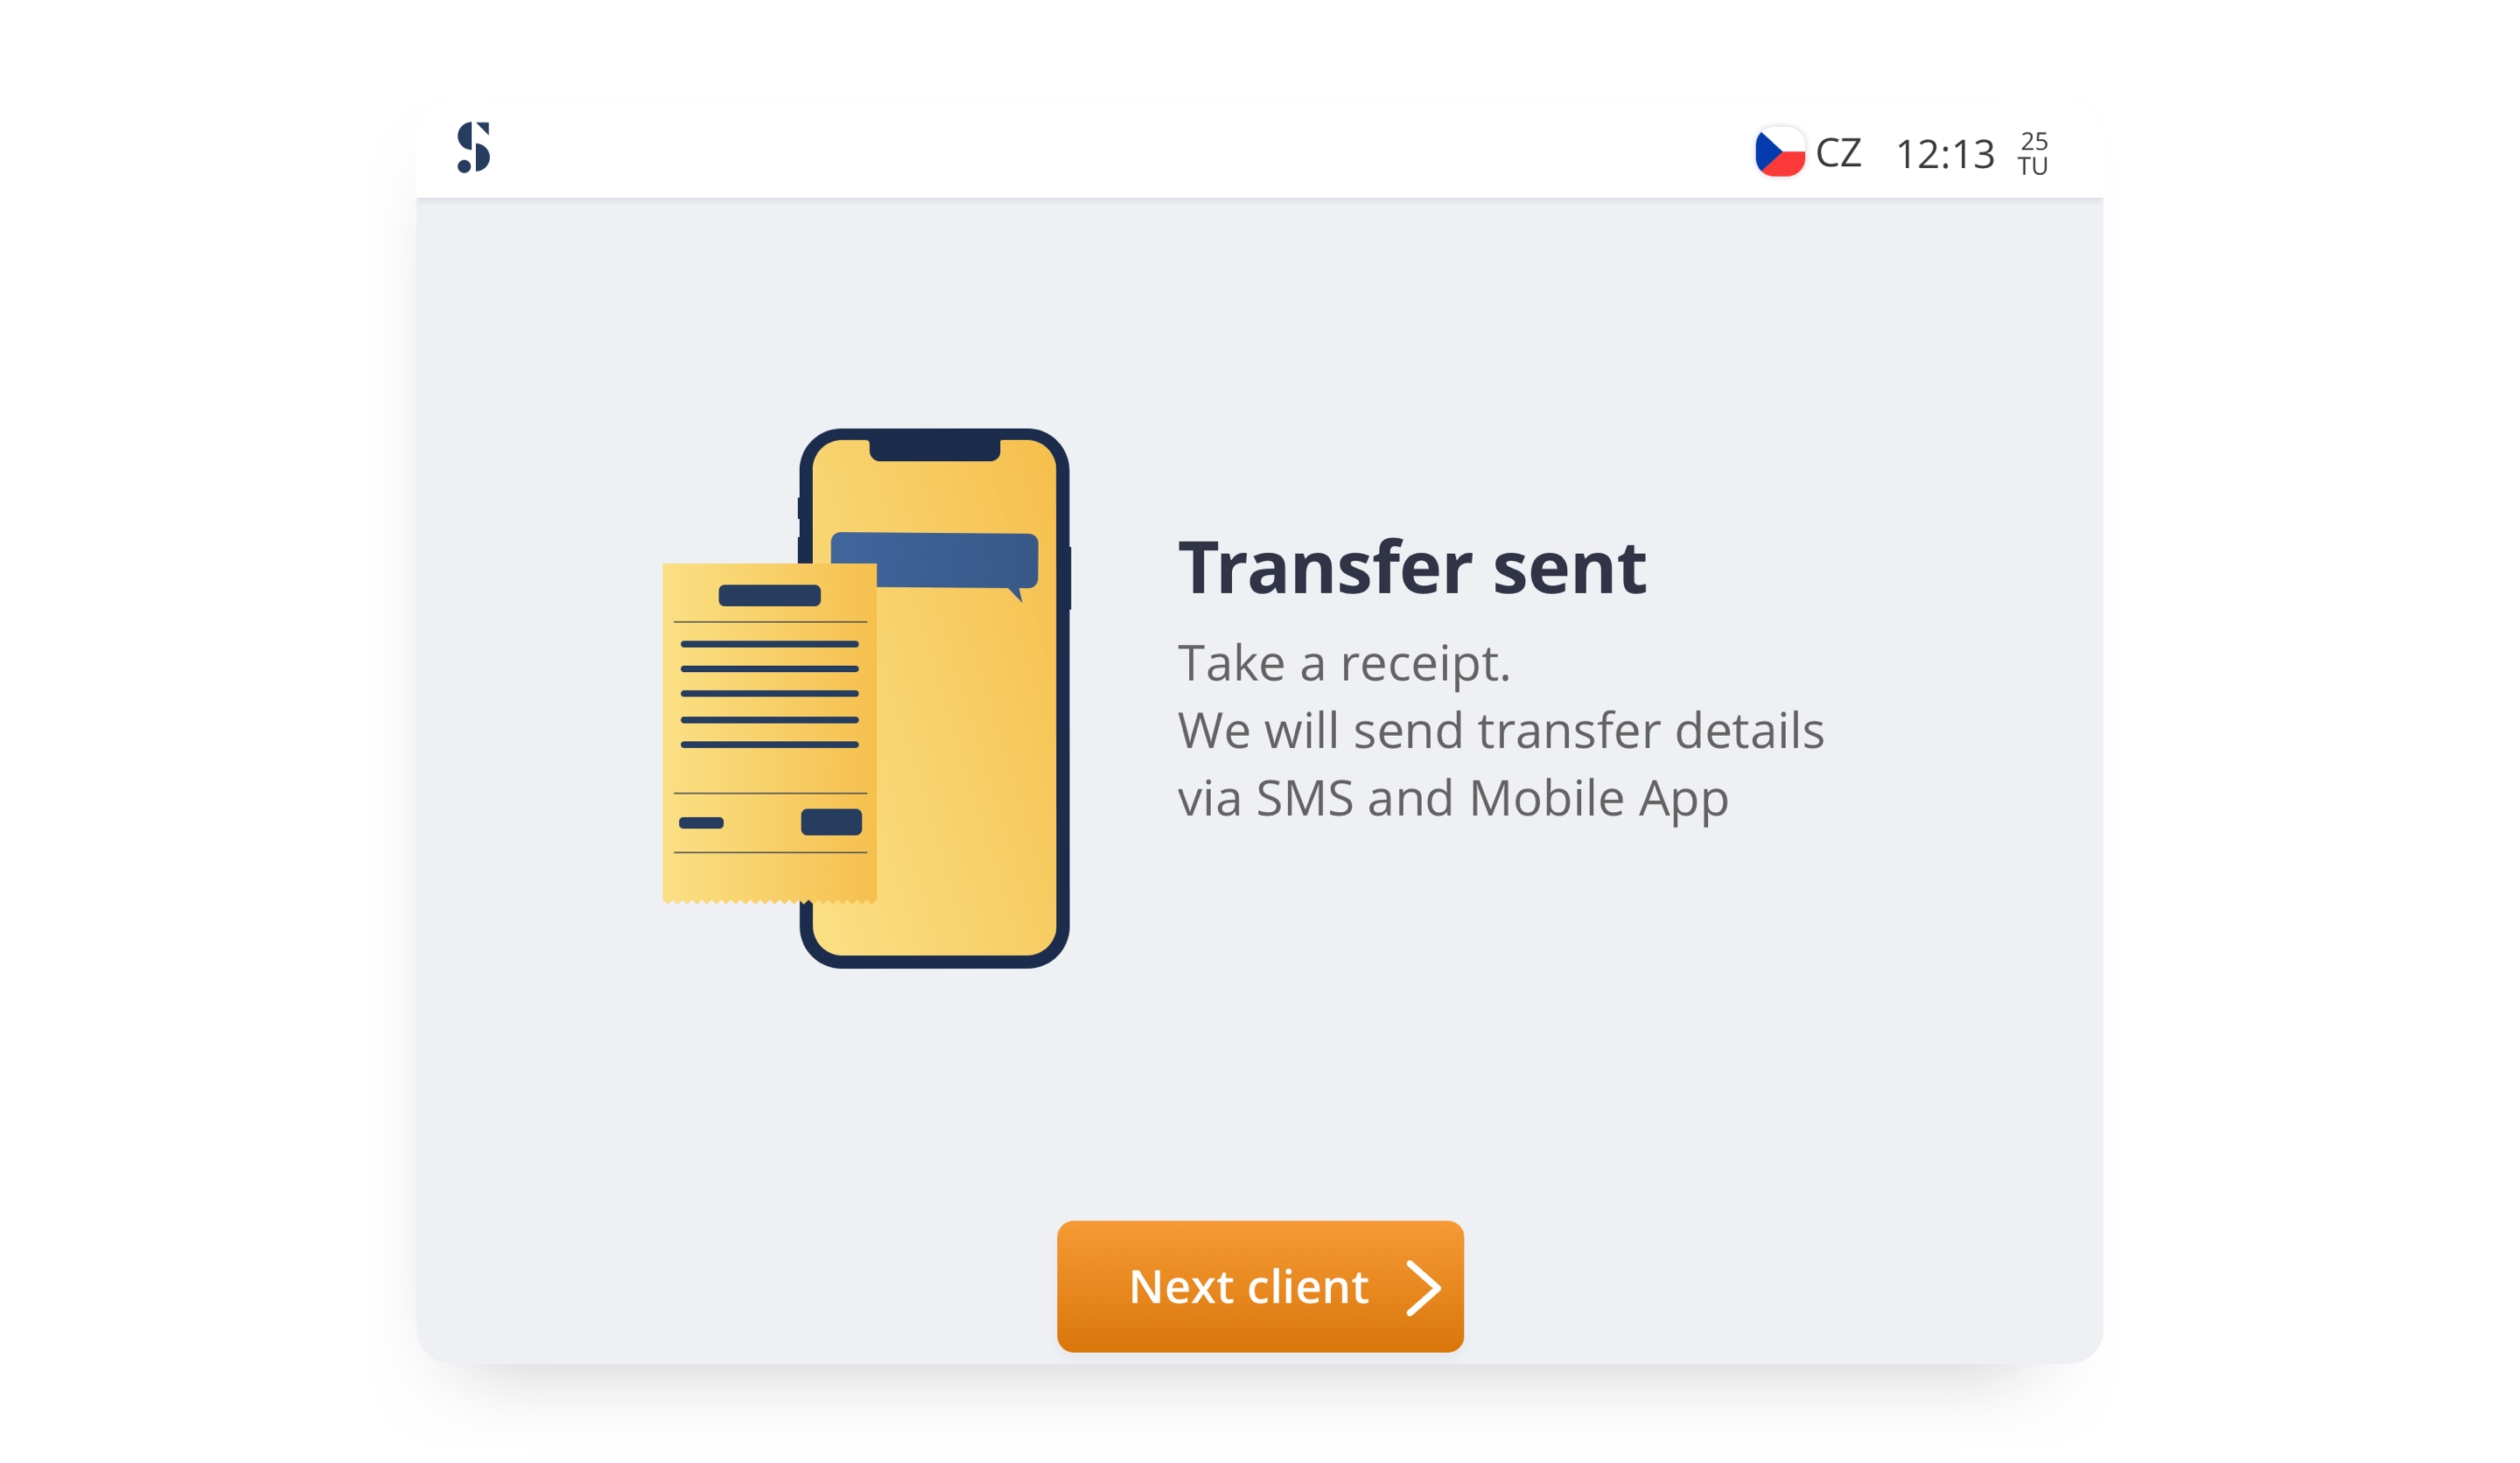 CZ 12:13 25
TU
Transfer sent
Take a receipt.
We will send transfer details
via SMS and Mobile App
Next client